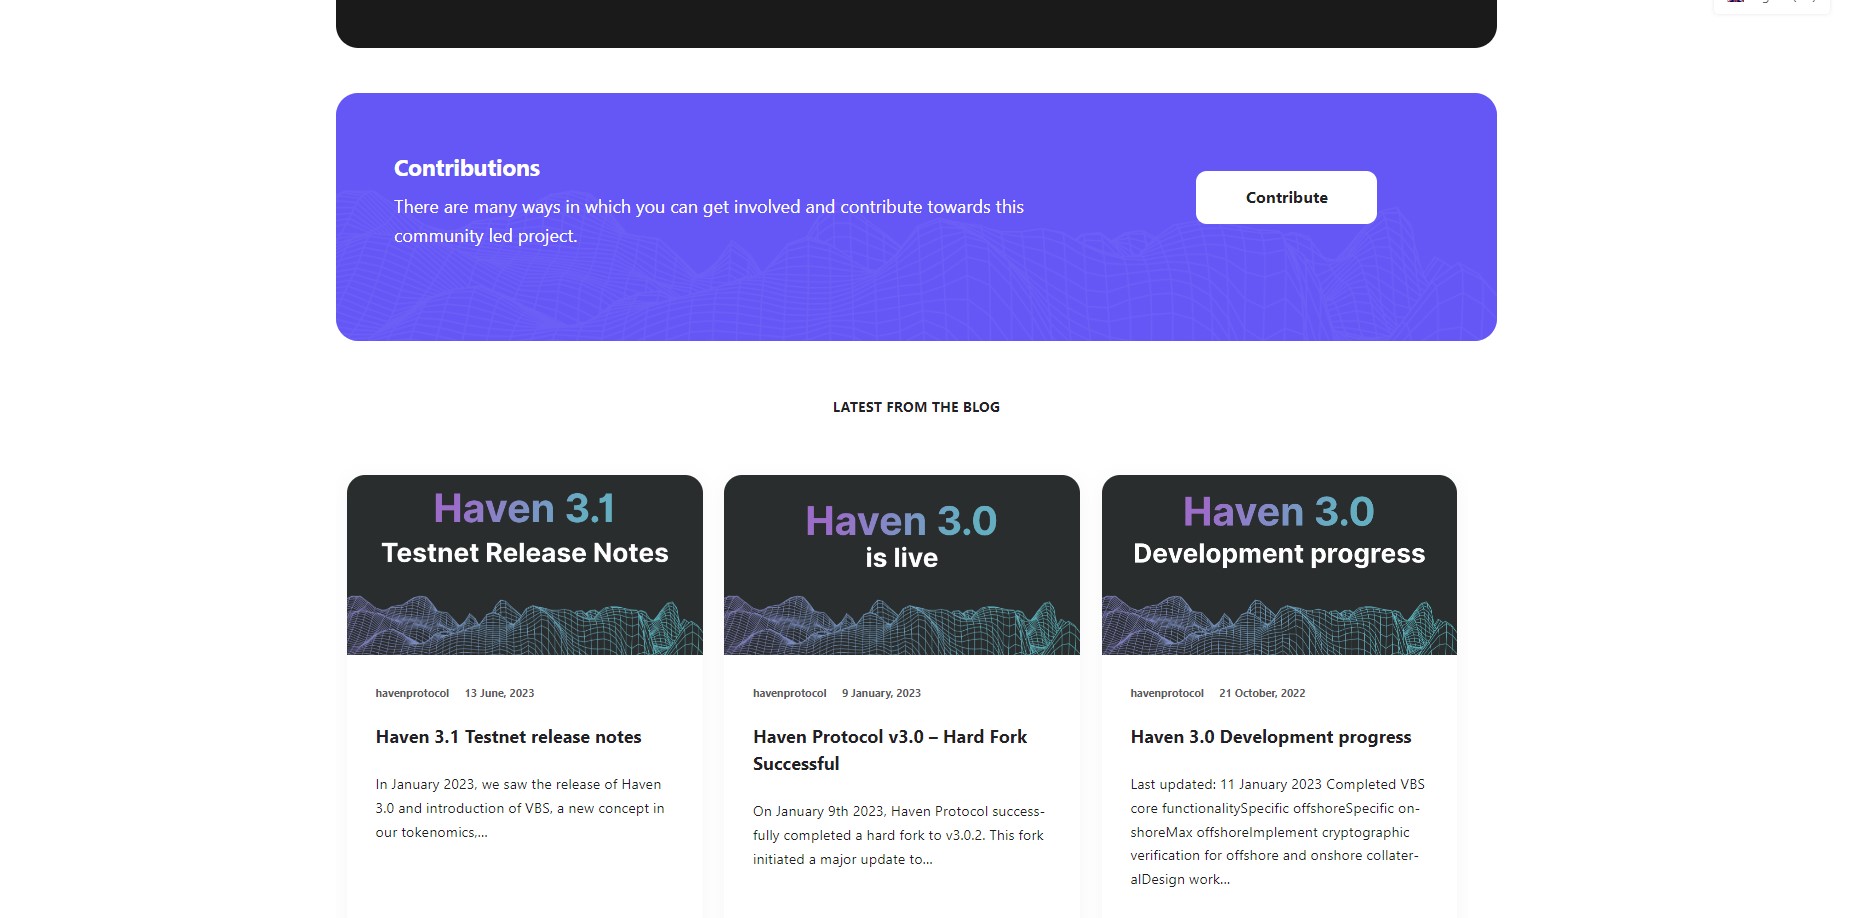 Contributions
There are many ways in which you can get involved and contribute towards this
community led project.
Contribute
LATEST FROM THE BLOG
Haven 3.1
Testnet Release Notes
havenprotocol 13 June, 2023
Haven 3.1 Testnet release notes
In January 2023, we saw the release of Haven
3.0 and introduction of VBS, a new concept in
our tokenomics,...
Haven 3.0
is live
havenprotocol 9 January, 2023
Haven Protocol v3.0 – Hard Fork
Successful
On January 9th 2023, Haven Protocol success-
fully completed a hard fork to v3.0.2. This fork
initiated a major update to...
Haven 3.0
Development progress
havenprotocol 21 October, 2022
Haven 3.0 Development progress
Last updated: 11 January 2023 Completed VBS
core functionalitySpecific offshoreSpecific on-
shoreMax offshoreImplement cryptographic
verification for offshore and onshore collater-
alDesign work...